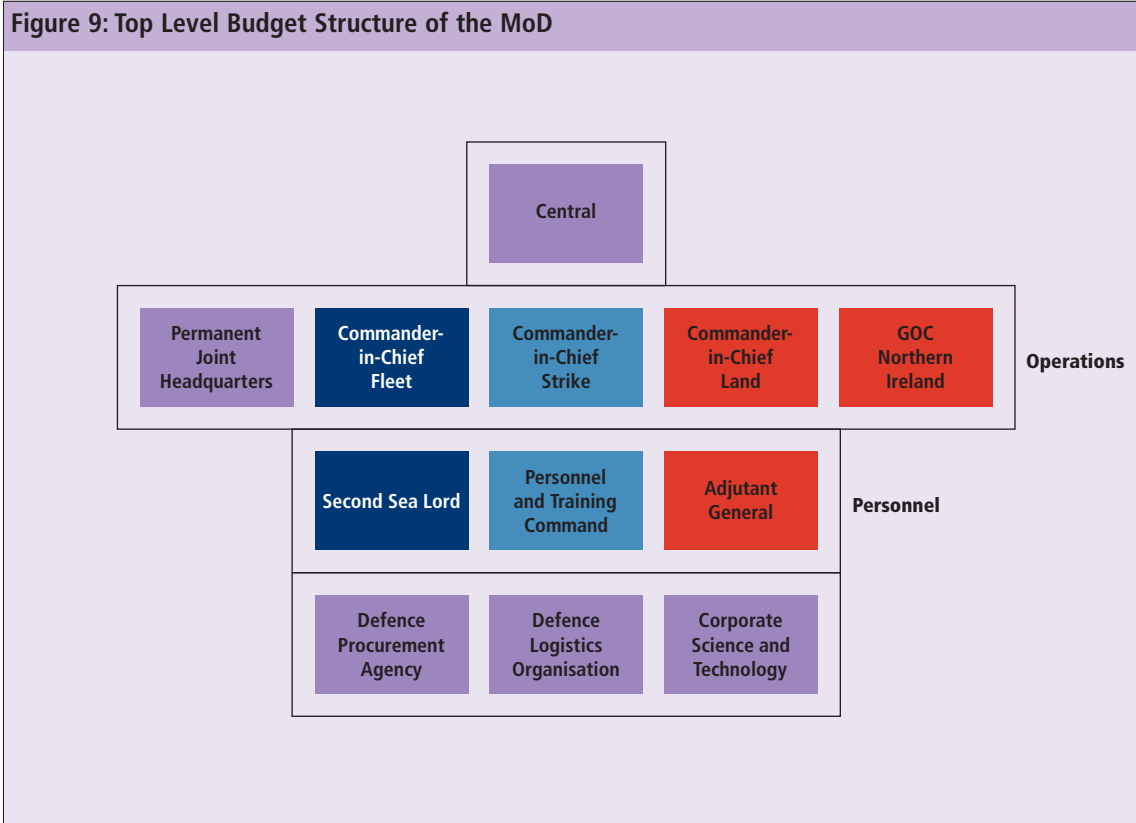 Figure 9: Top Level Budget Structure of the MoD
Central
Permanent
Joint
Headquarters
Commander-
in-Chief
Fleet
Commander-
in-Chief
Strike
Commander-
in-Chief
Land
GOC
Northern
Ireland
Operations
Second Sea Lord
Personnel
and Training
Command
Adjutant
General
Personnel
Defence
Procurement
Agency
Defence
Logistics
Organisation
Corporate
Science and
Technology